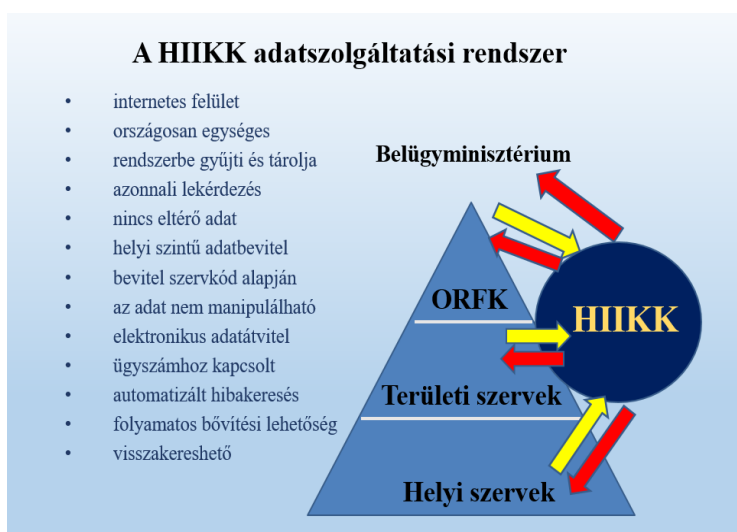 A HIIKK adatszolgáltatási rendszer
• internetes felület
• országosan egységes
• rendszerbe gyűjti és tárolja
• azonnali lekérdezés
• nincs eltérő adat
• helyi szintű adatbevitel
• bevitel szervkód alapján
• az adat nem manipulálható
• elektronikus adatátvitel
• ügyszámhoz kapcsolt
• automatizált hibakeresés
• folyamatos bővítési lehetőség
• visszakereshető
Belügyminisztérium
ORFK
HIIKK
Területi szervek
Helyi szervek